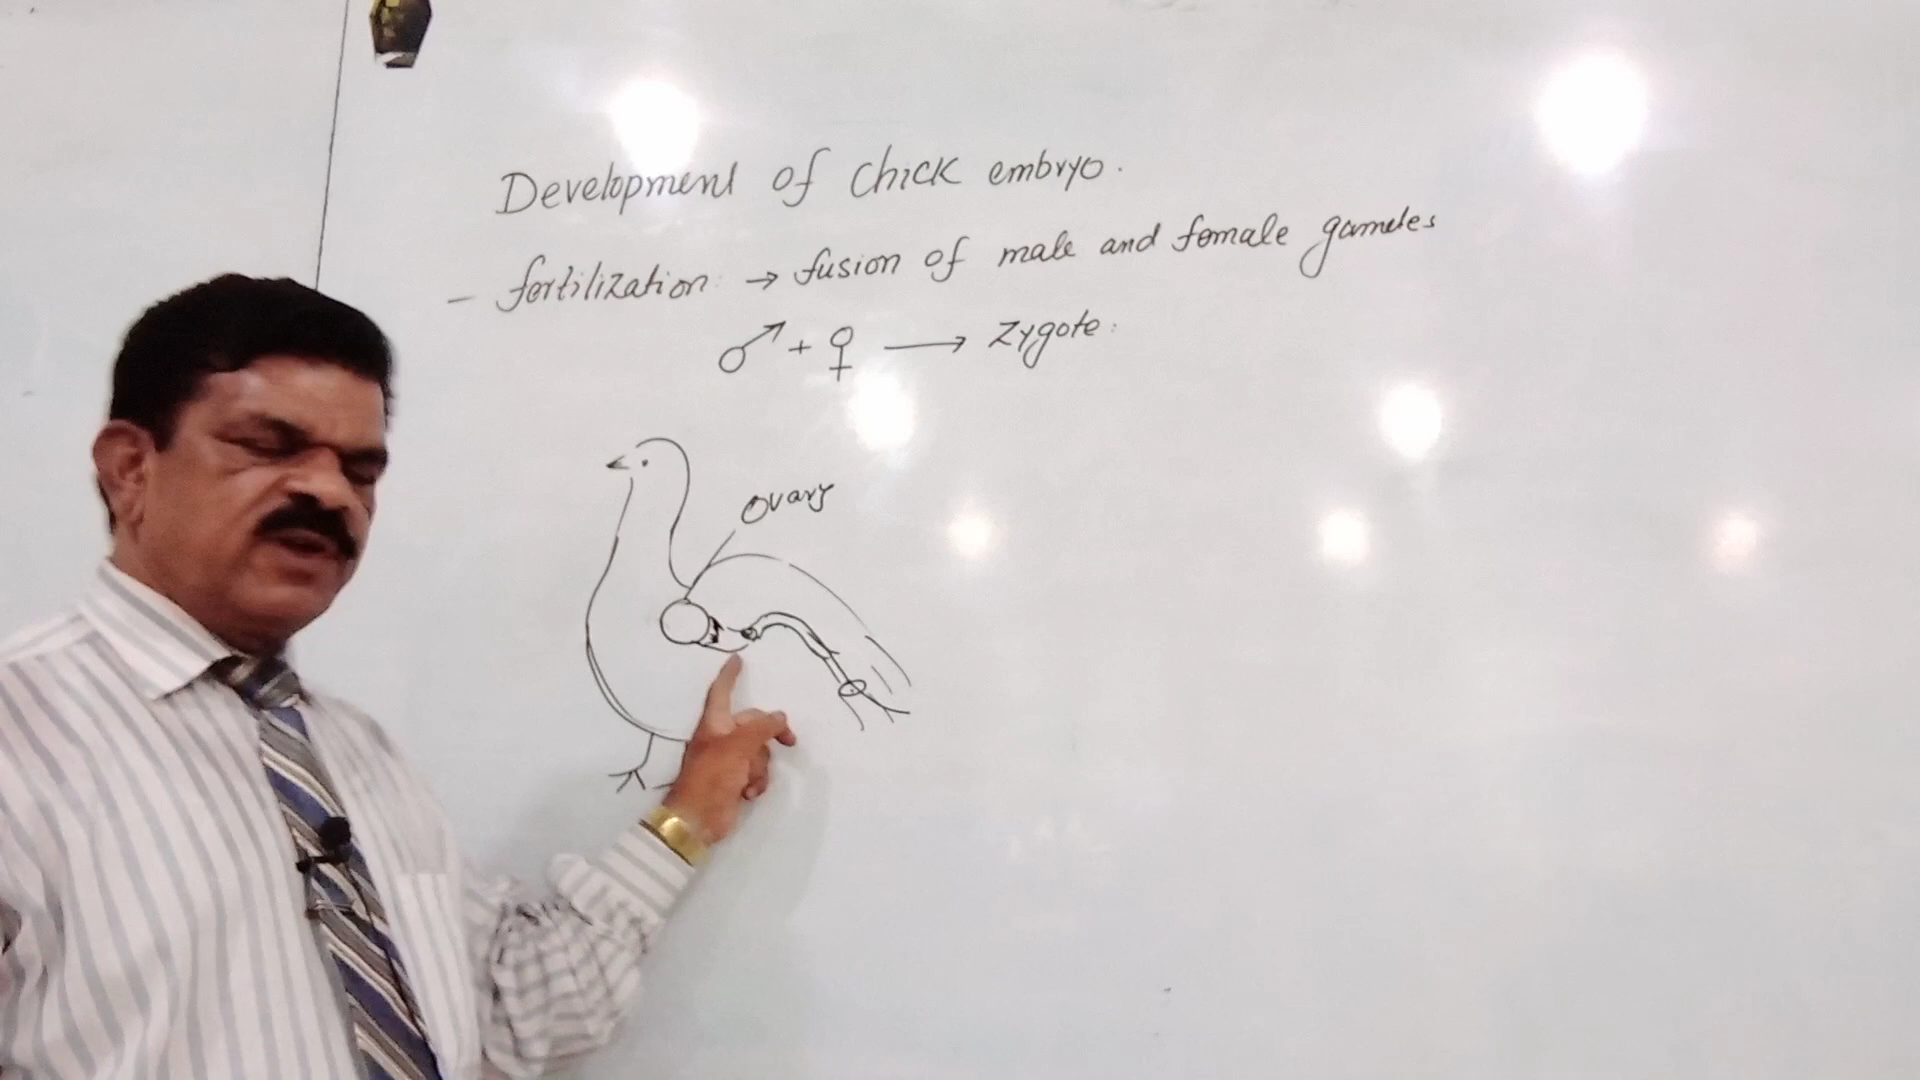 Development of chick embryo.
- fertilization: → fusion of male and female gametes
♂ + ♀ → Zygote.
Ovary